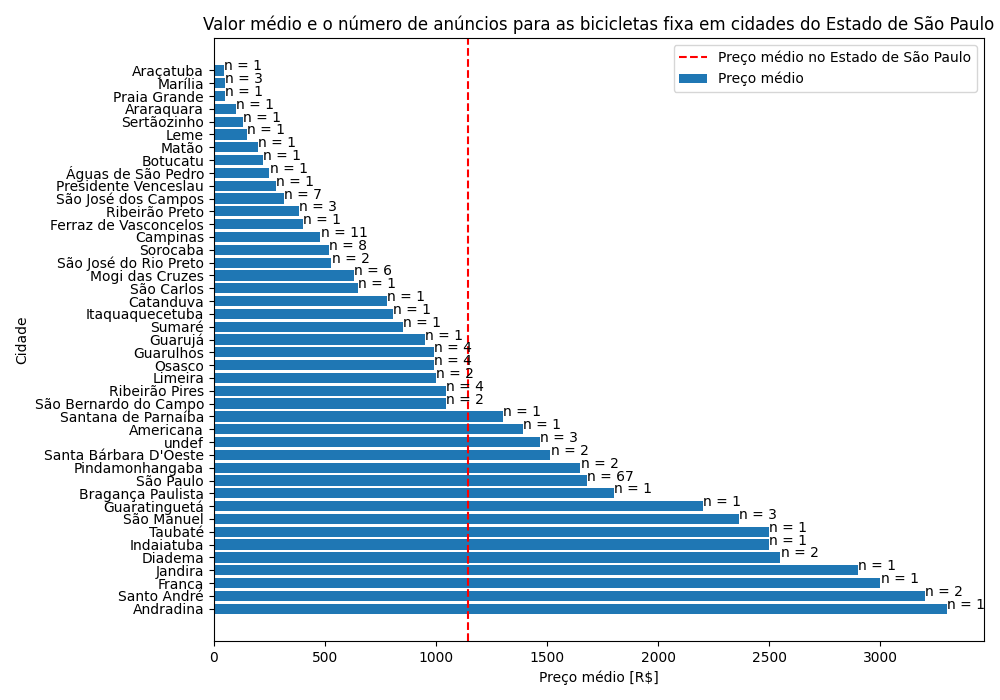 Valor médio e o número de anúncios para as bicicletas fixa em cidades do Estado de São Paulo
Preço médio no Estado de São Paulo
Preço médio
Cidade
Araçatuba n = 1
Marília n = 3
Praia Grande n = 1
Araraquara n = 1
Sertãozinho n = 1
Leme n = 1
Matão n = 1
Botucatu n = 1
Águas de São Pedro n = 1
Presidente Venceslau n = 1
São José dos Campos n = 7
Ribeirão Preto n = 3
Ferraz de Vasconcelos n = 1
Campinas n = 11
Sorocaba n = 8
São José do Rio Preto n = 2
Mogi das Cruzes n = 6
São Carlos n = 1
Catanduva n = 1
Itaquaquecetuba n = 1
Sumaré n = 1
Guarujá n = 1
Guarulhos n = 4
Osasco n = 4
Limeira n = 2
Ribeirão Pires n = 4
São Bernardo do Campo n = 2
Santana de Parnaíba n = 1
Americana n = 1
undef n = 3
Santa Bárbara D'Oeste n = 2
Pindamonhangaba n = 2
São Paulo n = 67
Bragança Paulista n = 1
Guaratinguetá n = 1
São Manuel n = 3
Taubaté n = 1
Indaiatuba n = 1
Diadema n = 2
Jandira n = 1
Franca n = 1
Santo André n = 2
Andradina n = 1
0 500 1000 1500 2000 2500 3000
Preço médio [R$]